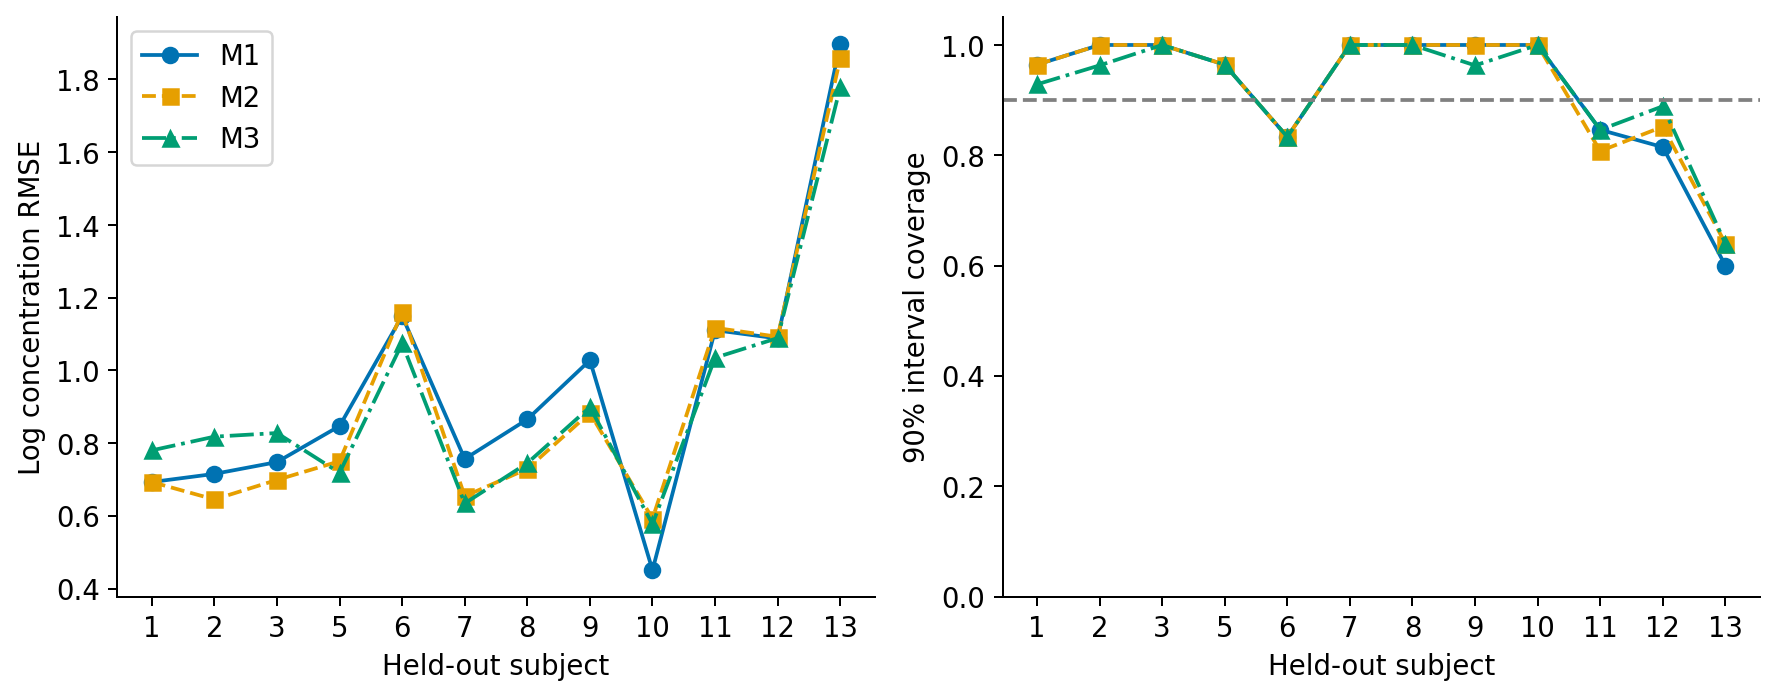 Log concentration RMSE
1.8
1.6
1.4
1.2
1.0
0.8
0.6
0.4
M1
M2
M3
1 2 3 5 6 7 8 9 10 11 12 13
Held-out subject
90% interval coverage
1.0
0.8
0.6
0.4
0.2
0.0
1 2 3 5 6 7 8 9 10 11 12 13
Held-out subject